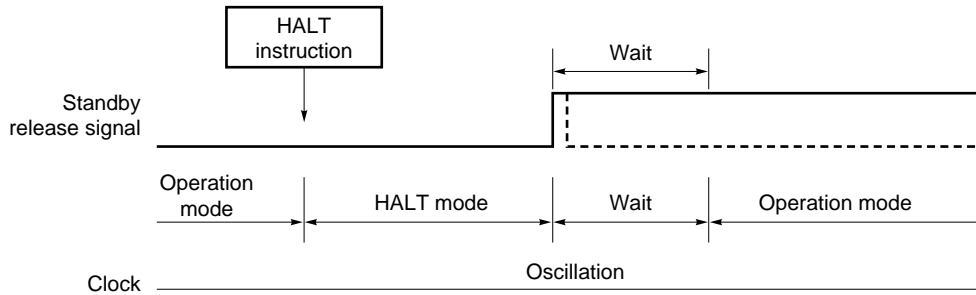 HALT
instruction
Wait
Standby
release signal
Operation
mode
HALT mode
Wait
Operation mode
Oscillation
Clock